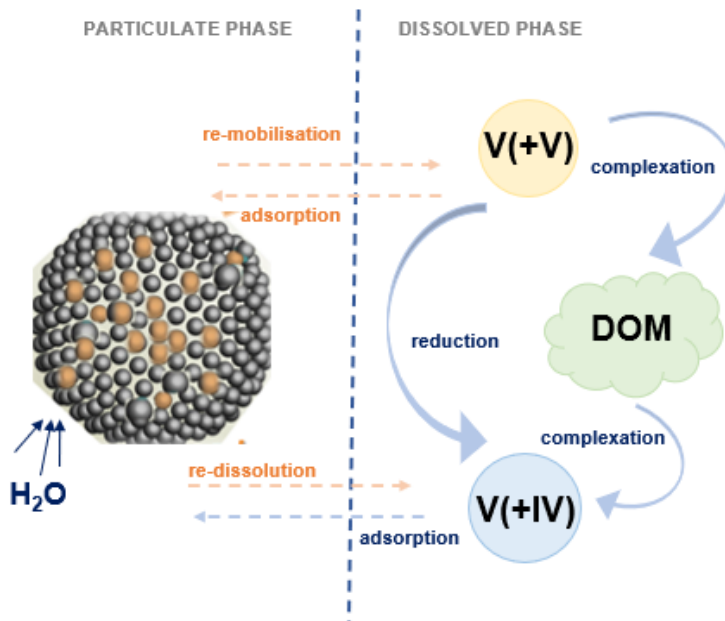 PARTICULATE PHASE
DISSOLVED PHASE
re-mobilisation
V(+V)
complexation
adsorption
reduction
DOM
complexation
re-dissolution
H₂O
V(+IV)
adsorption